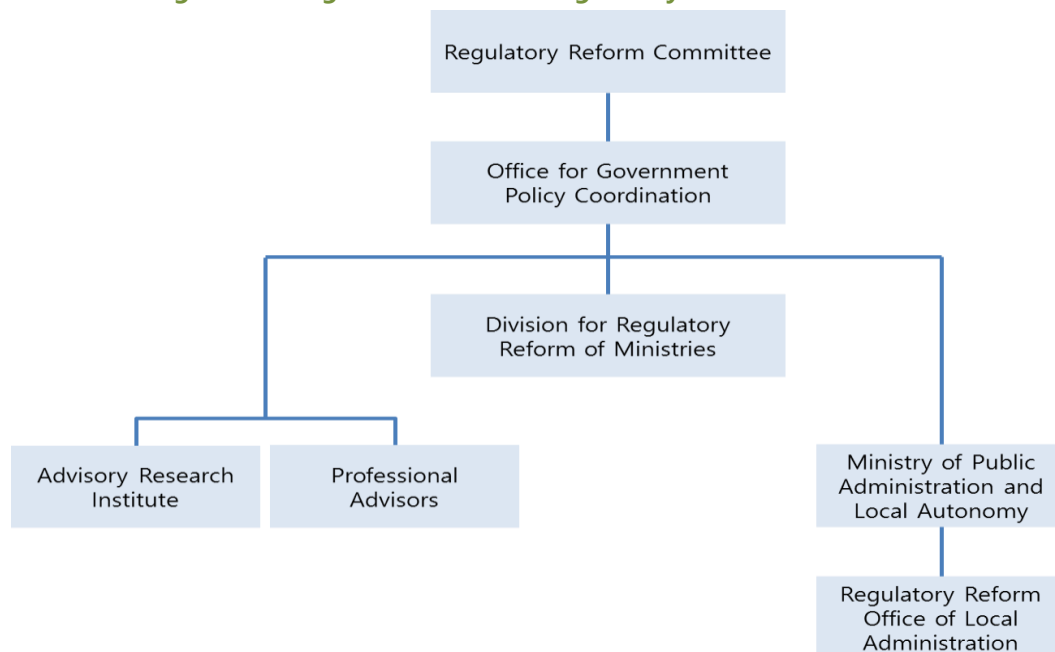 Regulatory Reform Committee
Office for Government
Policy Coordination
Division for Regulatory
Reform of Ministries
Advisory Research
Institute
Professional
Advisors
Ministry of Public
Administration and
Local Autonomy
Regulatory Reform
Office of Local
Administration